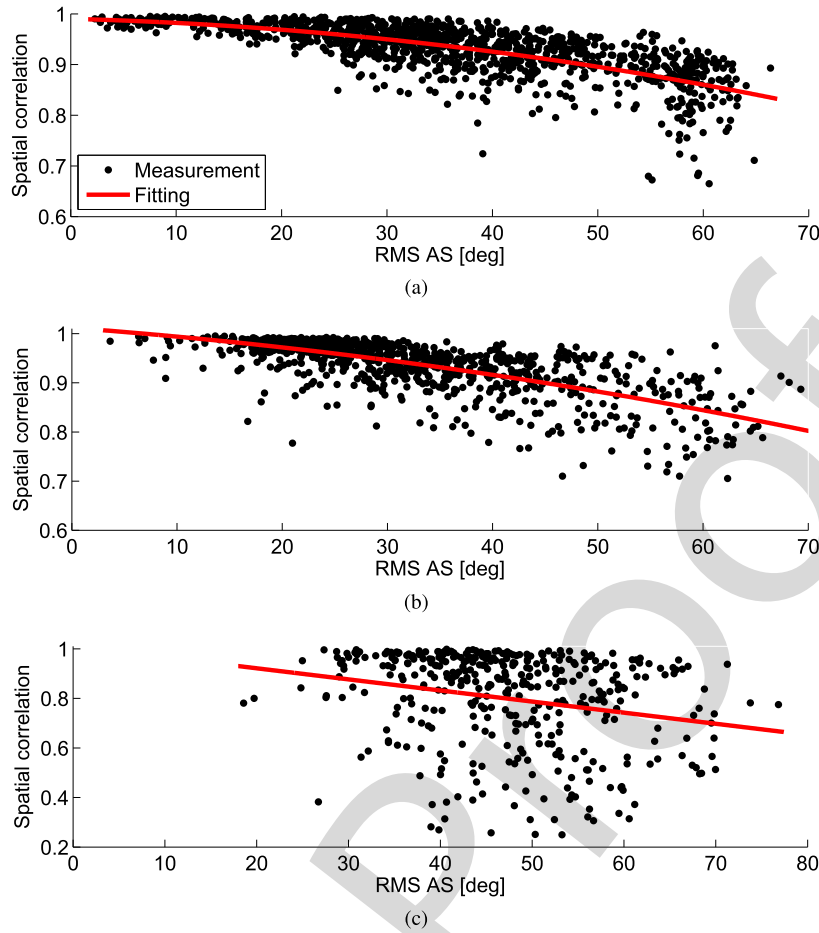 1
0.9
0.8
0.7
0.6
Spatial correlation
Measurement
Fitting
0 10 20 30 40 50 60 70
RMS AS [deg]
(a)
1
0.9
0.8
0.7
0.6
Spatial correlation
0 10 20 30 40 50 60 70
RMS AS [deg]
(b)
1
0.8
0.6
0.4
0.2
Spatial correlation
0 10 20 30 40 50 60 70 80
RMS AS [deg]
(c)
Proof